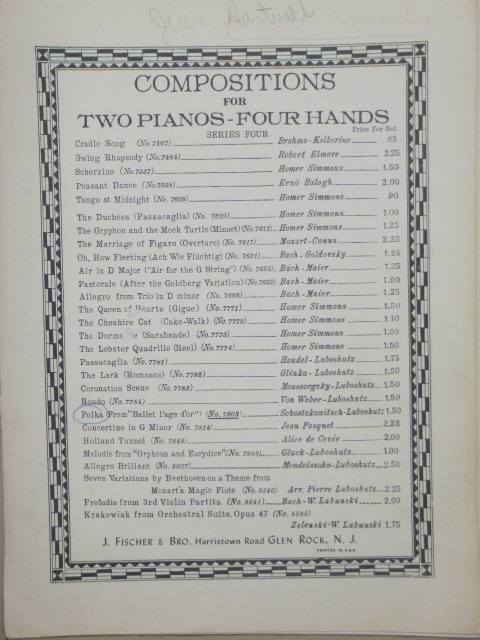 Joan Hartwell
COMPOSITIONS
FOR
TWO PIANOS-FOUR HANDS
SERIES FOUR
Price Per Set
Cradle Song (No. 7467) Brahms-Kelberine .65
Swing Rhapsody (No. 7484) Robert Elmore 2.25
Scherzino (No. 7537) Homer Simmons 1.50
Peasant Dance (No. 7538) Ernö Balogh 2.00
Tango at Midnight (No. 7609) Homer Simmons .90
The Duchess (Passacaglia) (No. 7610) Homer Simmons 1.00
The Gryphon and the Mock Turtle (Minuet) (No. 7611) Homer Simmons 1.25
The Marriage of Figaro (Overture) (No. 7617) Mozart-Conus 2.25
Oh, How Fleeting (Ach Wie Flüchtig) (No. 7621) Bach-Goldovsky 1.25
Air in D Major ("Air for the G String") (No. 7653) Bach-Maier 1.25
Pastorale (After the Goldberg Variation) (No. 7659) Bach-Maier 1.00
Allegro from Trio in D minor (No. 7666) Bach-Maier 1.25
The Queen of Hearts (Gigue) (No. 7771) Homer Simmons 1.50
The Cheshire Cat (Cake-Walk) (No. 7772) Homer Simmons 1.10
The Dormouse (Sarabande) (No. 7773) Homer Simmons 1.00
The Lobster Quadrille (Reel) (No. 7774) Homer Simmons 1.50
Passacaglia (No. 7781) Handel-Luboshutz 1.75
The Lark (Romance) (No. 7782) Glinka-Luboshutz 1.50
Coronation Scene (No. 7783) Moussorgsky-Luboshutz 1.50
Rondo (No. 7784) Von Weber-Luboshutz 1.50
Polka (From "Ballet l'age d'or") (No. 7803) Schostakowitsch-Luboshutz 1.50
Concertino in G Minor (No. 7814) Jean Pasquet 2.25
Holland Tunnel (No. 7843) Alice de Cevée 2.00
Melodie from "Orpheus and Eurydice" (No. 7958) Gluck-Luboshutz 1.00
Allegro Brillant (No. 8027) Mendelssohn-Luboshutz 2.50
Seven Variations by Beethoven on a Theme from
Mozart's Magic Flute (No. 8240) Arr. Pierre Luboshutz 2.25
Preludio from 3rd Violin Partita (No. 8541) Bach-W. Labunski 2.00
Krakowiak from Orchestral Suite, Opus 47 (No. 8585)
Zelenski-W. Labunski 1.75
J. FISCHER & BRO. Harristown Road GLEN ROCK, N. J.
PRINTED IN U.S.A.